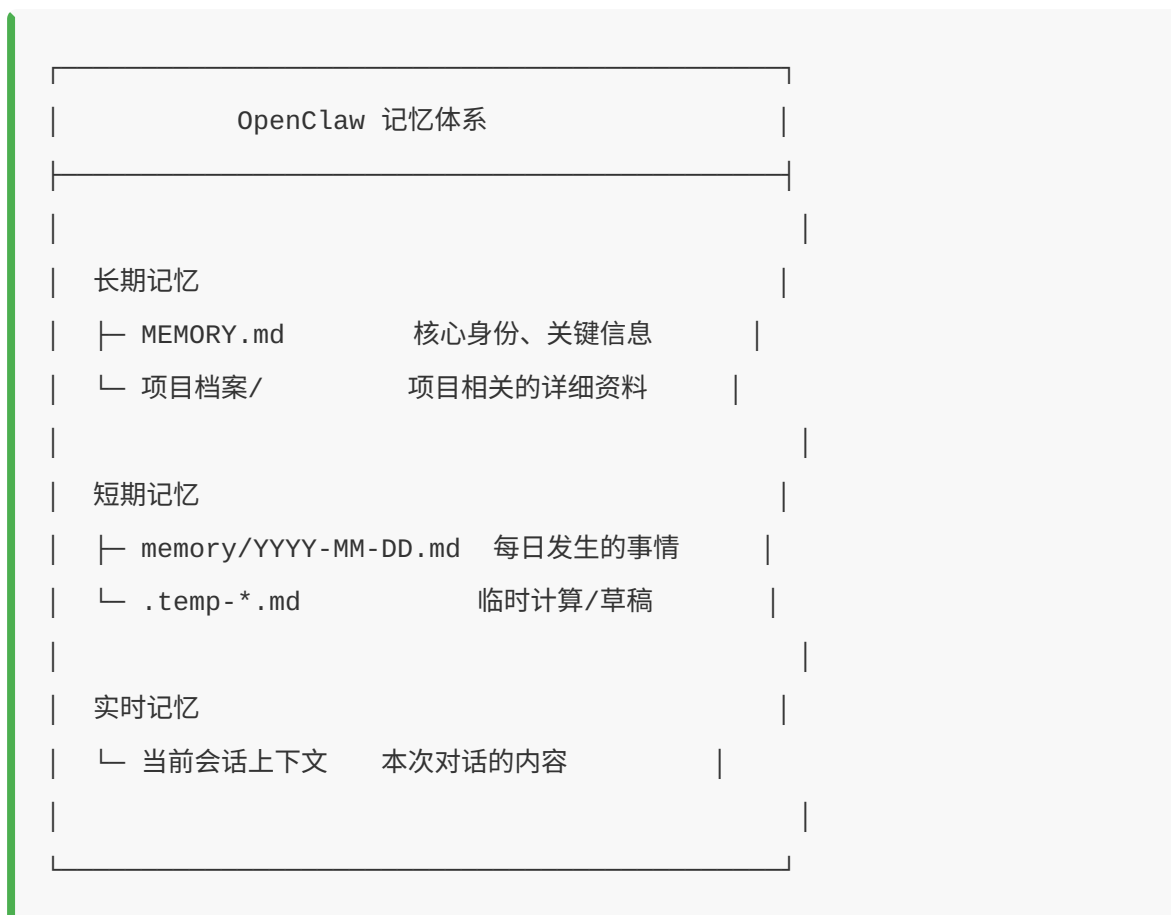 ┌─────────────────────────────────────────────┐
│           OpenClaw 记忆体系                  │
├─────────────────────────────────────────────┤
│                                              │
│  长期记忆                                    │
│  ├─ MEMORY.md        核心身份、关键信息      │
│  └─ 项目档案/         项目相关的详细资料     │
│                                              │
│  短期记忆                                    │
│  ├─ memory/YYYY-MM-DD.md  每日发生的事情     │
│  └─ .temp-*.md           临时计算/草稿       │
│                                              │
│  实时记忆                                    │
│  └─ 当前会话上下文   本次对话的内容          │
│                                              │
└─────────────────────────────────────────────┘